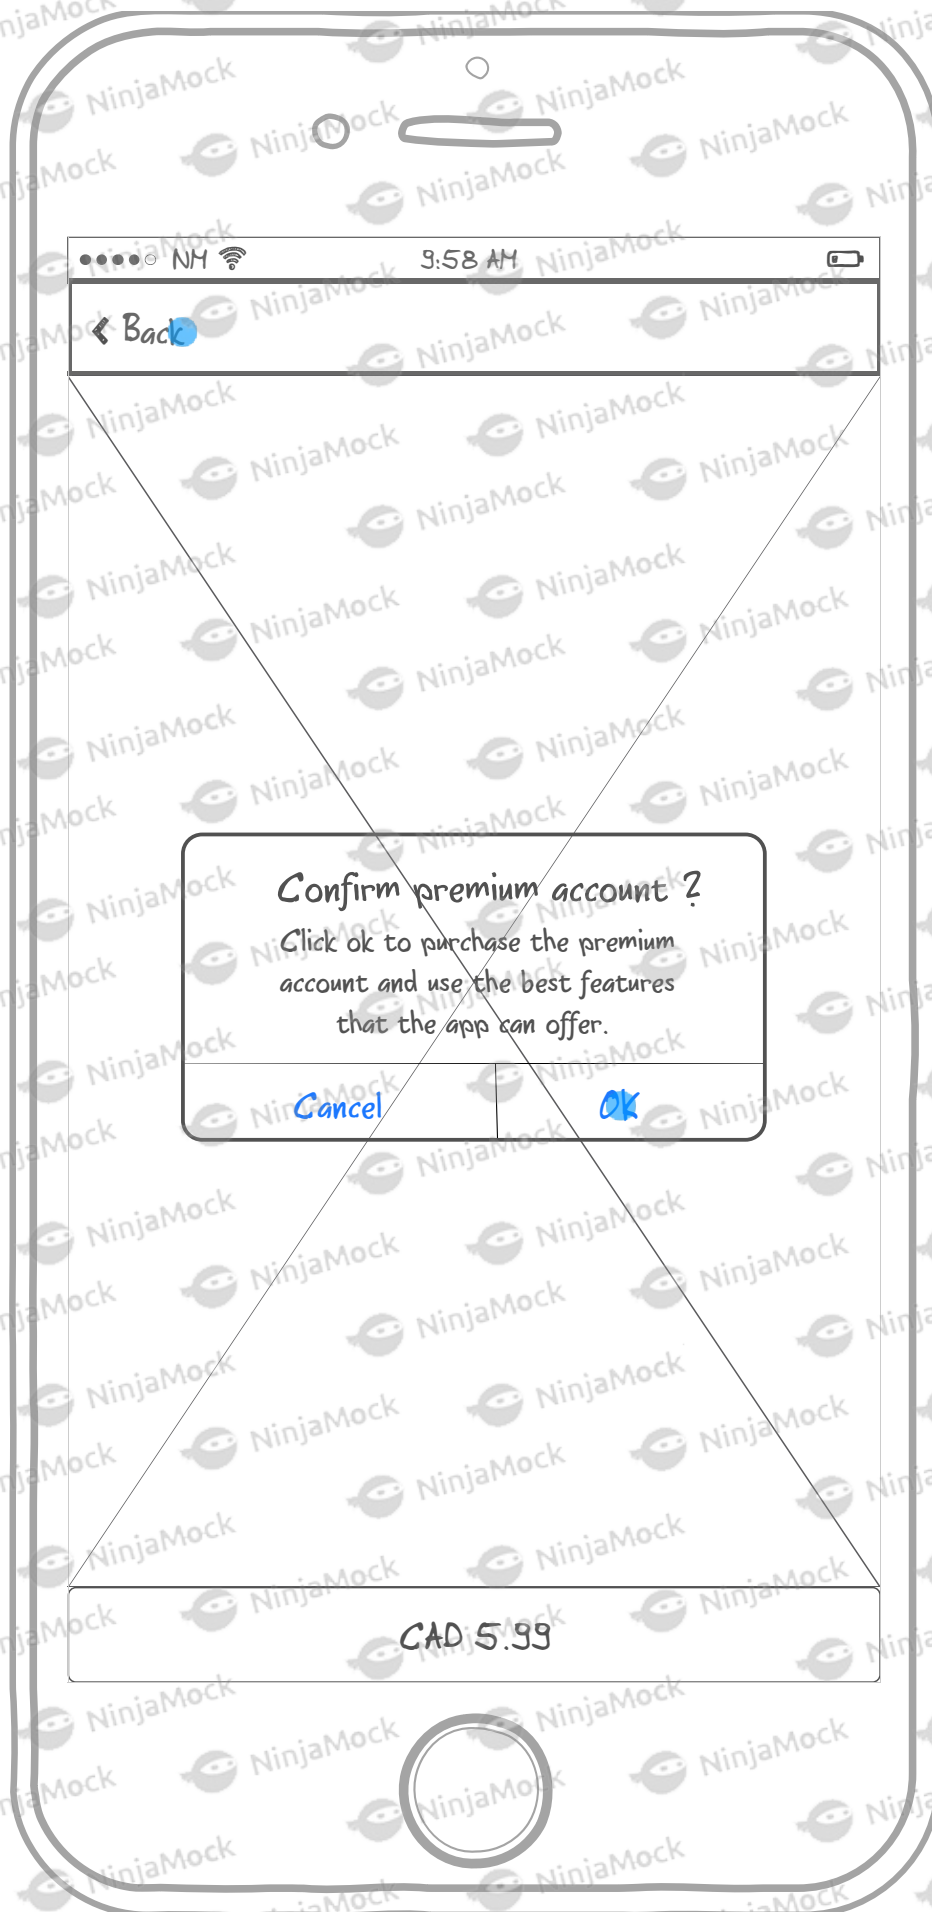 NM
9:58 AM
Back
Confirm premium account ?
Click ok to purchase the premium
account and use the best features
that the app can offer.
Cancel
OK
CAD 5.99
NinjaMock